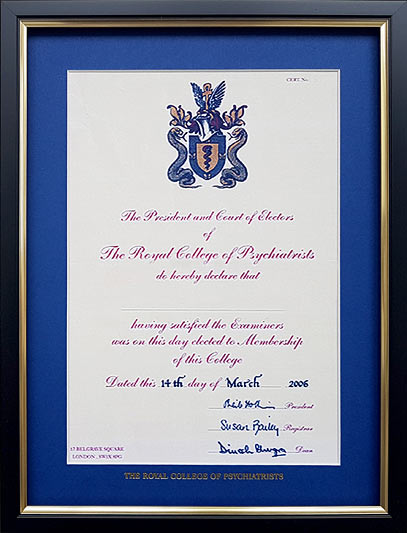 CERT. No.
The President and Court of Electors
of
The Royal College of Psychiatrists
do hereby declare that
having satisfied the Examiners
was on this day elected to Membership
of this College
Dated this 14th day of March 2006
President
Susan Bailey Registrar
Dinesh Bhugra Dean
17 BELGRAVE SQUARE
LONDON, SW1X 8PG
THE ROYAL COLLEGE OF PSYCHIATRISTS